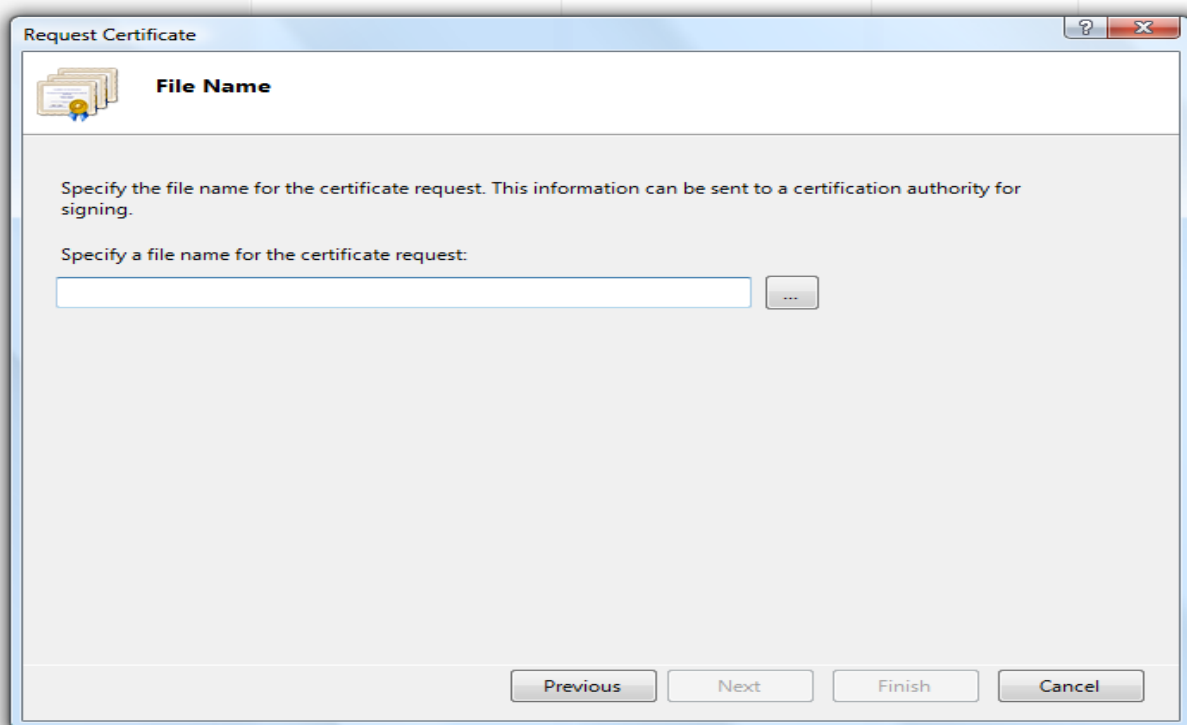 Request Certificate
File Name
Specify the file name for the certificate request. This information can be sent to a certification authority for
signing.
Specify a file name for the certificate request:
...
Previous
Next
Finish
Cancel